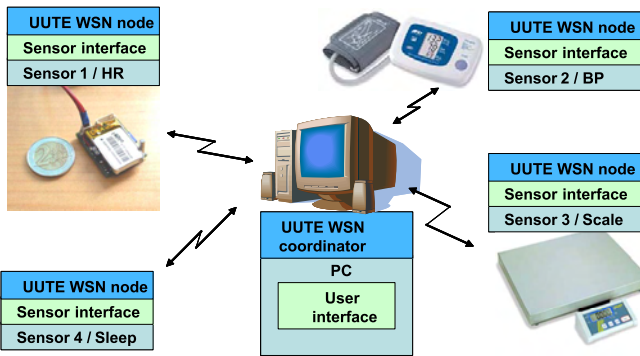 UUTE WSN node
Sensor interface
Sensor 1 / HR
UUTE WSN node
Sensor interface
Sensor 2 / BP
UUTE WSN node
Sensor interface
Sensor 3 / Scale
UUTE WSN
coordinator
PC
User
interface
UUTE WSN node
Sensor interface
Sensor 4 / Sleep